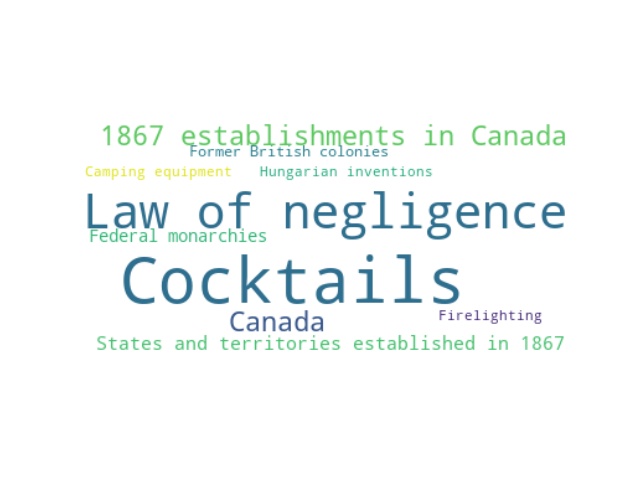 1867 establishments in Canada
Former British colonies
Camping equipment
Hungarian inventions
Law of negligence
Federal monarchies
Cocktails
Canada
Firelighting
States and territories established in 1867